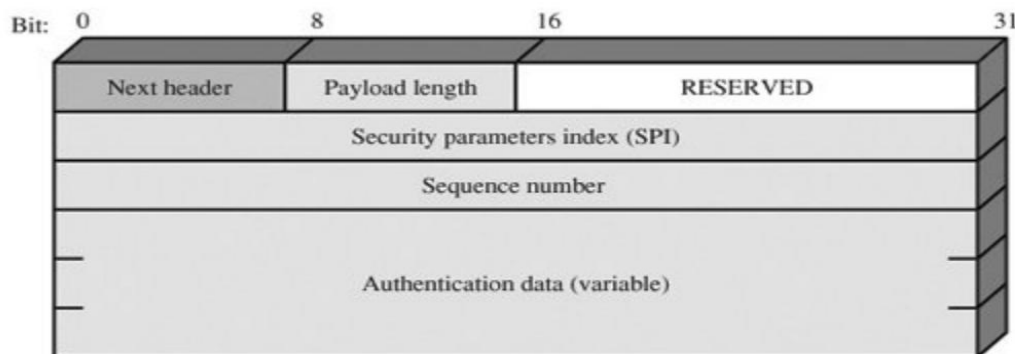 Bit: 0 8 16 31
Next header Payload length RESERVED
Security parameters index (SPI)
Sequence number
Authentication data (variable)